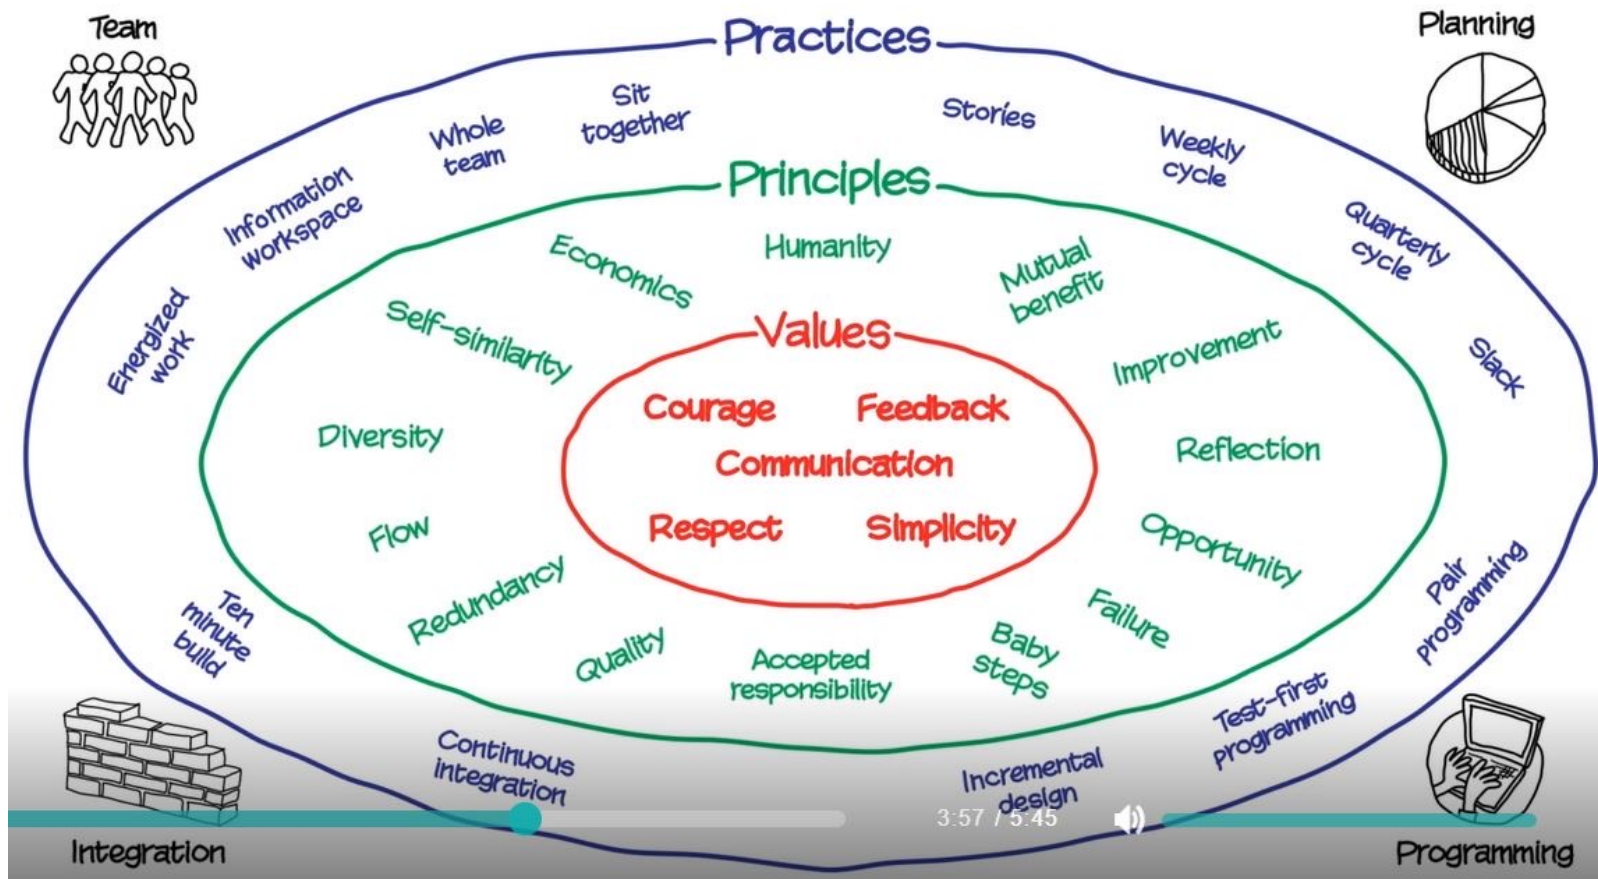 Team
Planning
Practices
Sit
together
Stories
Whole
team
Weekly
cycle
Information
workspace
Quarterly
cycle
Energized
work
Slack
Principles
Humanity
Economics
Mutual
benefit
Self-similarity
Improvement
Diversity
Reflection
Flow
Opportunity
Redundancy
Failure
Quality
Accepted
responsibility
Baby
steps
Values
Courage
Feedback
Communication
Respect
Simplicity
Ten
minute
build
Pair
programming
Test-first
programming
Continuous
integration
Incremental
design
3:57 / 5:45
Integration
Programming